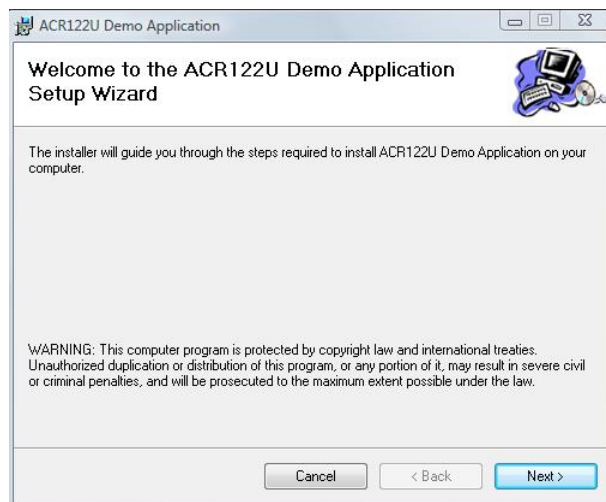 ACR122U Demo Application
Welcome to the ACR122U Demo Application
Setup Wizard
The installer will guide you through the steps required to install ACR122U Demo Application on your
computer.
WARNING: This computer program is protected by copyright law and international treaties.
Unauthorized duplication or distribution of this program, or any portion of it, may result in severe civil
or criminal penalties, and will be prosecuted to the maximum extent possible under the law.
Cancel
< Back
Next >